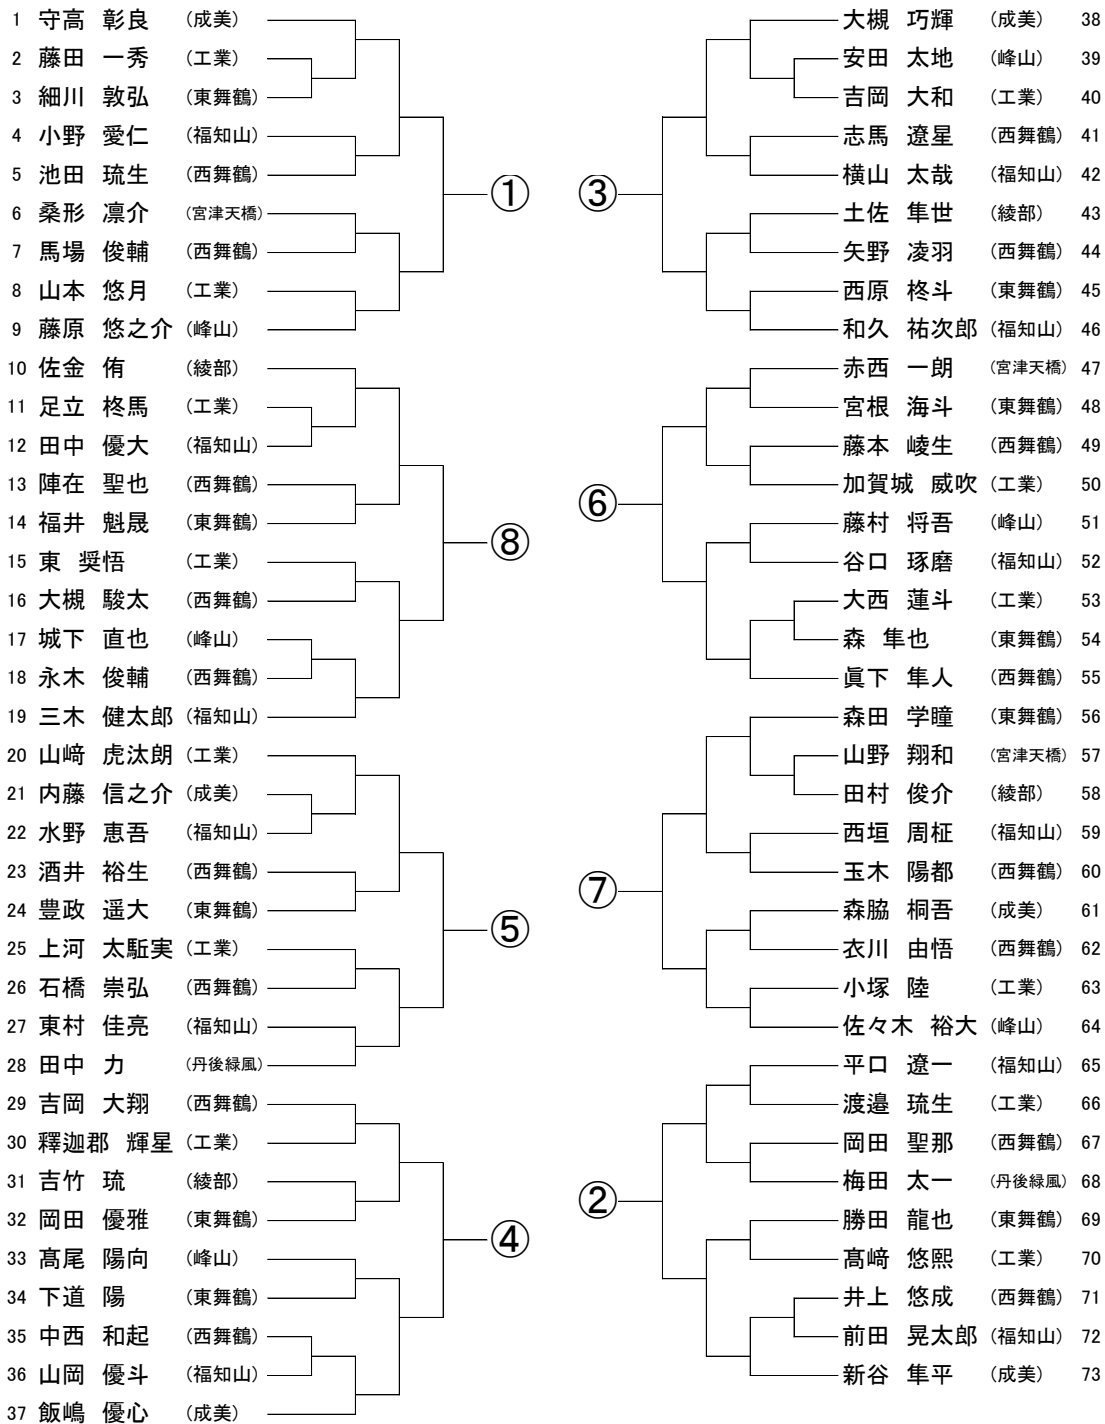 1 守高 彰良 (成美)
2 藤田 一秀 (工業)
3 細川 敦弘 (東舞鶴)
4 小野 愛仁 (福知山)
5 池田 琉生 (西舞鶴)
6 桑形 凛介 (宮津天橋)
7 馬場 俊輔 (西舞鶴)
8 山本 悠月 (工業)
9 藤原 悠之介 (峰山)
①
10 佐金 侑 (綾部)
11 足立 柊馬 (工業)
12 田中 優大 (福知山)
13 陣在 聖也 (西舞鶴)
14 福井 魁晟 (東舞鶴)
15 東 奨悟 (工業)
16 大槻 駿太 (西舞鶴)
17 城下 直也 (峰山)
18 永木 俊輔 (西舞鶴)
19 三木 健太郎 (福知山)
⑧
20 山﨑 虎汰朗 (工業)
21 内藤 信之介 (成美)
22 水野 恵吾 (福知山)
23 酒井 裕生 (西舞鶴)
24 豊政 遥大 (東舞鶴)
25 上河 太駈実 (工業)
26 石橋 崇弘 (西舞鶴)
27 東村 佳亮 (福知山)
28 田中 力 (丹後緑風)
⑤
29 吉岡 大翔 (西舞鶴)
30 釋迦郡 輝星 (工業)
31 吉竹 琉 (綾部)
32 岡田 優雅 (東舞鶴)
33 髙尾 陽向 (峰山)
34 下道 陽 (東舞鶴)
35 中西 和起 (西舞鶴)
36 山岡 優斗 (福知山)
37 飯嶋 優心 (成美)
④
大槻 巧輝 (成美) 38
安田 太地 (峰山) 39
吉岡 大和 (工業) 40
志馬 遼星 (西舞鶴) 41
横山 太哉 (福知山) 42
土佐 隼世 (綾部) 43
矢野 凌羽 (西舞鶴) 44
西原 柊斗 (東舞鶴) 45
和久 祐次郎 (福知山) 46
③
赤西 一朗 (宮津天橋) 47
宮根 海斗 (東舞鶴) 48
藤本 崚生 (西舞鶴) 49
加賀城 威吹 (工業) 50
藤村 将吾 (峰山) 51
谷口 琢磨 (福知山) 52
大西 蓮斗 (工業) 53
森 隼也 (東舞鶴) 54
眞下 隼人 (西舞鶴) 55
⑥
森田 学瞳 (東舞鶴) 56
山野 翔和 (宮津天橋) 57
田村 俊介 (綾部) 58
西垣 周柾 (福知山) 59
玉木 陽都 (西舞鶴) 60
森脇 桐吾 (成美) 61
衣川 由悟 (西舞鶴) 62
小塚 陸 (工業) 63
佐々木 裕大 (峰山) 64
⑦
平口 遼一 (福知山) 65
渡邉 琉生 (工業) 66
岡田 聖那 (西舞鶴) 67
梅田 太一 (丹後緑風) 68
勝田 龍也 (東舞鶴) 69
髙﨑 悠熙 (工業) 70
井上 悠成 (西舞鶴) 71
前田 晃太郎 (福知山) 72
新谷 隼平 (成美) 73
②